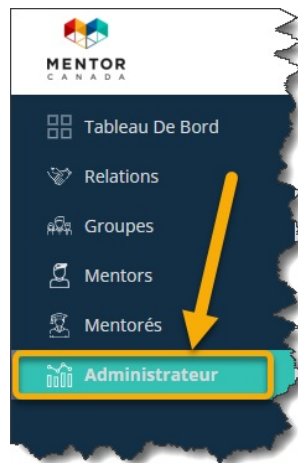 MENTOR
CANADA
Tableau De Bord
Relations
Groupes
Mentors
Mentorés
Administrateur